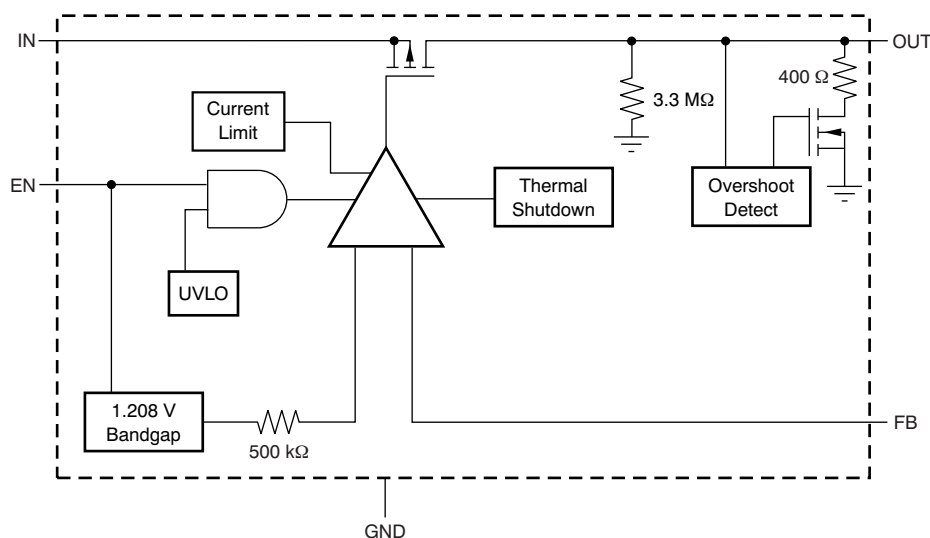 IN
OUT
400 Ω
3.3 MΩ
Current
Limit
EN
Thermal
Shutdown
Overshoot
Detect
UVLO
1.208 V
Bandgap
500 kΩ
FB
GND